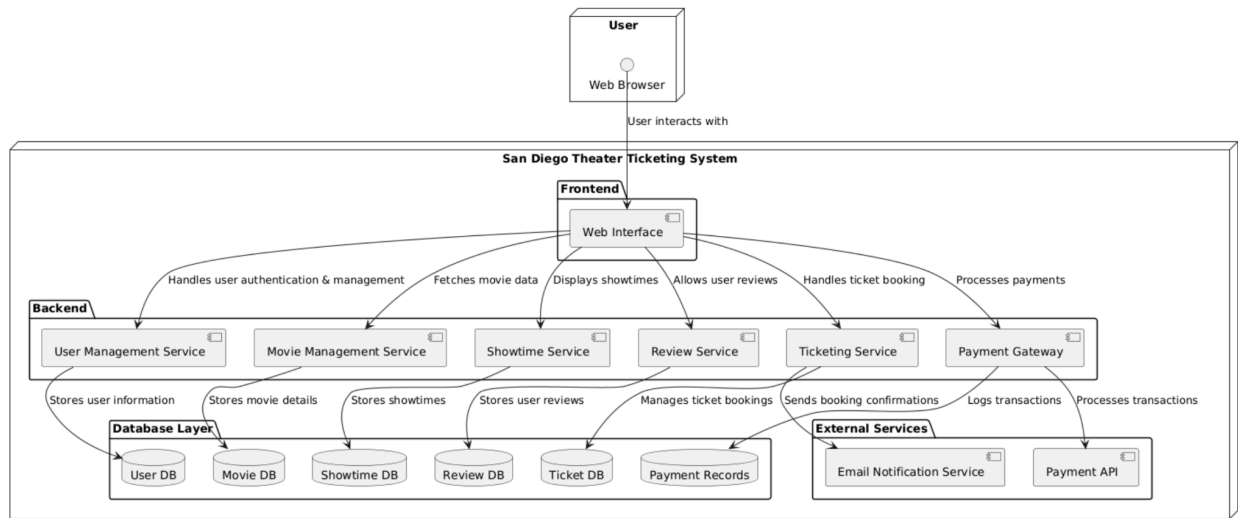 User
Web Browser
User interacts with
San Diego Theater Ticketing System
Frontend
Web Interface
Handles user authentication & management
Fetches movie data
Displays showtimes
Allows user reviews
Handles ticket booking
Processes payments
Backend
User Management Service
Movie Management Service
Showtime Service
Review Service
Ticketing Service
Payment Gateway
Stores user information
Stores movie details
Stores showtimes
Stores user reviews
Manages ticket bookings
Sends booking confirmations
Logs transactions
Processes transactions
Database Layer
External Services
User DB
Movie DB
Showtime DB
Review DB
Ticket DB
Payment Records
Email Notification Service
Payment API